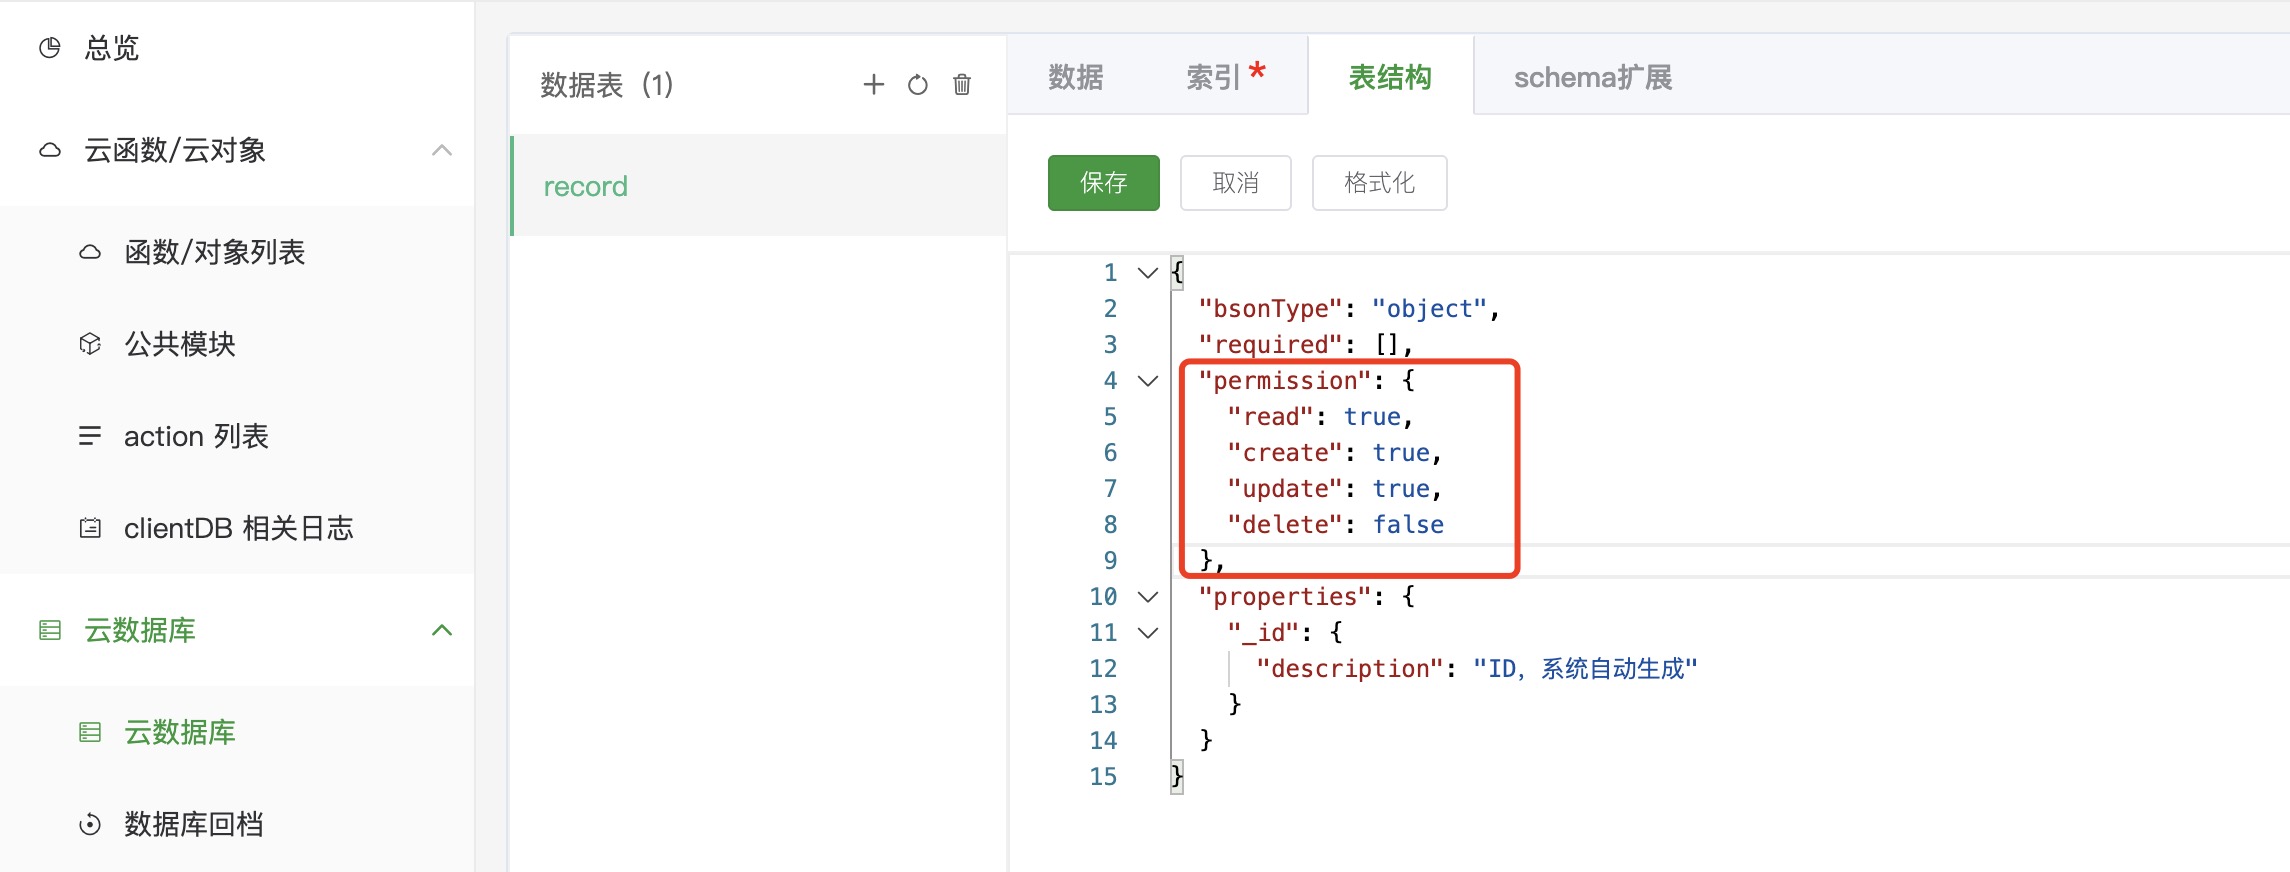 总览
云函数/云对象
函数/对象列表
公共模块
action 列表
clientDB 相关日志
云数据库
云数据库
数据库回档
数据表 (1)
record
数据 索引* 表结构 schema扩展
保存 取消 格式化
1 {
2 "bsonType": "object",
3 "required": [],
4 "permission": {
5 "read": true,
6 "create": true,
7 "update": true,
8 "delete": false
9 },
10 "properties": {
11 "_id": {
12 "description": "ID，系统自动生成"
13 }
14 }
15 }